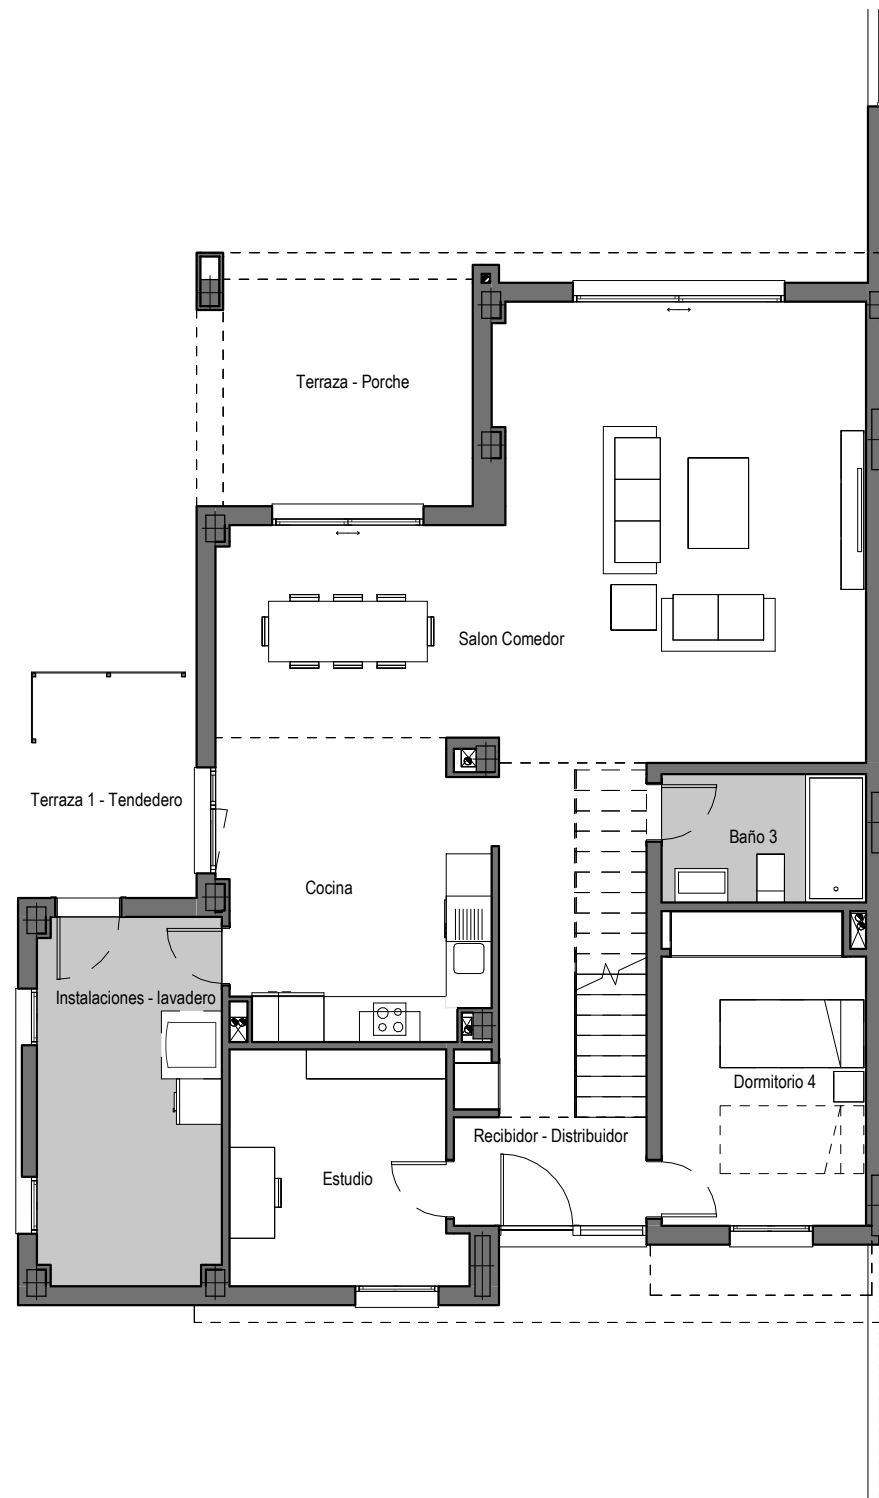 Terraza - Porche
Salon Comedor
Terraza 1 - Tendedero
Baño 3
Cocina
Instalaciones - lavadero
Dormitorio 4
Recibidor - Distribuidor
Estudio